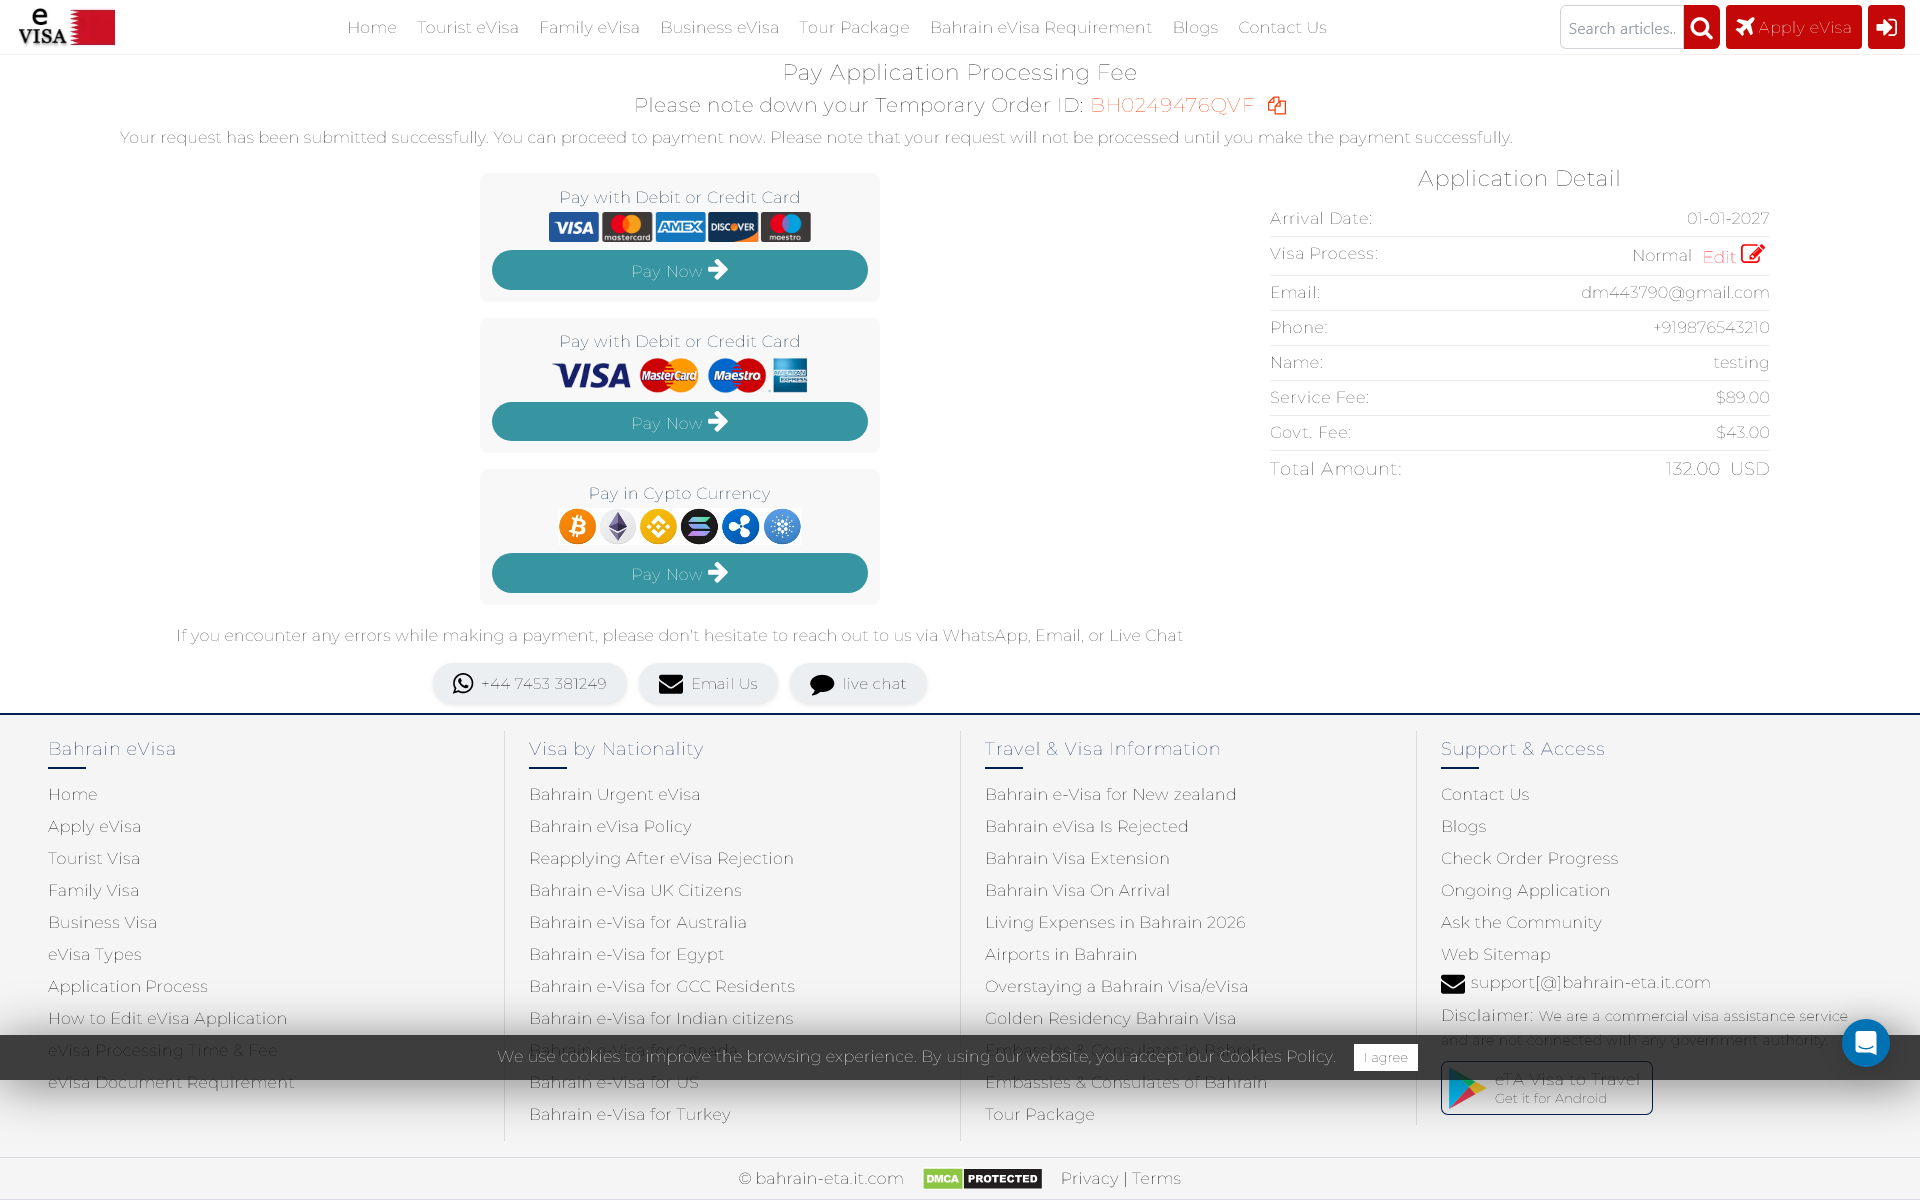 e
VISA
Home Tourist eVisa Family eVisa Business eVisa Tour Package Bahrain eVisa Requirement Blogs Contact Us
Search articles..
Apply eVisa
Pay Application Processing Fee
Please note down your Temporary Order ID: BH0249476QVF
Your request has been submitted successfully. You can proceed to payment now. Please note that your request will not be processed until you make the payment successfully.
Pay with Debit or Credit Card
VISA mastercard AMEX DISCOVER maestro
Pay Now
Pay with Debit or Credit Card
VISA MasterCard Maestro AMERICAN EXPRESS
Pay Now
Pay in Cypto Currency
Pay Now
If you encounter any errors while making a payment, please don't hesitate to reach out to us via WhatsApp, Email, or Live Chat
+44 7453 381249
Email Us
live chat
Application Detail
Arrival Date: 01-01-2027
Visa Process: Normal Edit
Email: dm443790@gmail.com
Phone: +919876543210
Name: testing
Service Fee: $89.00
Govt. Fee: $43.00
Total Amount: 132.00 USD
Bahrain eVisa
Home
Apply eVisa
Tourist Visa
Family Visa
Business Visa
eVisa Types
Application Process
How to Edit eVisa Application
eVisa Processing Time & Fee
eVisa Document Requirement
Visa by Nationality
Bahrain Urgent eVisa
Bahrain eVisa Policy
Reapplying After eVisa Rejection
Bahrain e-Visa UK Citizens
Bahrain e-Visa for Australia
Bahrain e-Visa for Egypt
Bahrain e-Visa for GCC Residents
Bahrain e-Visa for Indian citizens
Bahrain e-Visa for Canada
Bahrain e-Visa for US
Bahrain e-Visa for Turkey
Travel & Visa Information
Bahrain e-Visa for New zealand
Bahrain eVisa Is Rejected
Bahrain Visa Extension
Bahrain Visa On Arrival
Living Expenses in Bahrain 2026
Airports in Bahrain
Overstaying a Bahrain Visa/eVisa
Golden Residency Bahrain Visa
Embassies & Consulates in Bahrain
Embassies & Consulates of Bahrain
Tour Package
Support & Access
Contact Us
Blogs
Check Order Progress
Ongoing Application
Ask the Community
Web Sitemap
support[@]bahrain-eta.it.com
Disclaimer: We are a commercial visa assistance service
and are not connected with any government authority.
eTA Visa to Travel
Get it for Android
We use cookies to improve the browsing experience. By using our website, you accept our Cookies Policy.
I agree
© bahrain-eta.it.com DMCA PROTECTED Privacy | Terms